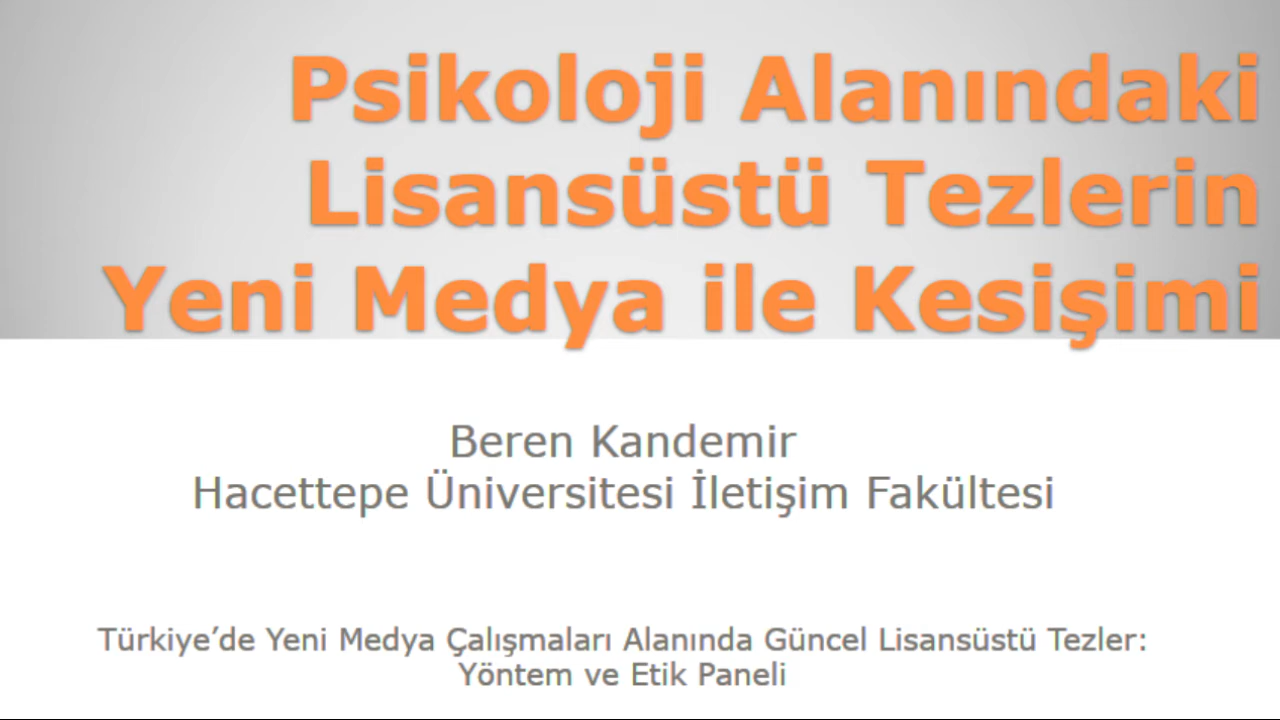 Psikoloji Alanındaki
Lisansüstü Tezlerin
Yeni Medya ile Kesişimi
Beren Kandemir
Hacettepe Üniversitesi İletişim Fakültesi
Türkiye’de Yeni Medya Çalışmaları Alanında Güncel Lisansüstü Tezler:
Yöntem ve Etik Paneli